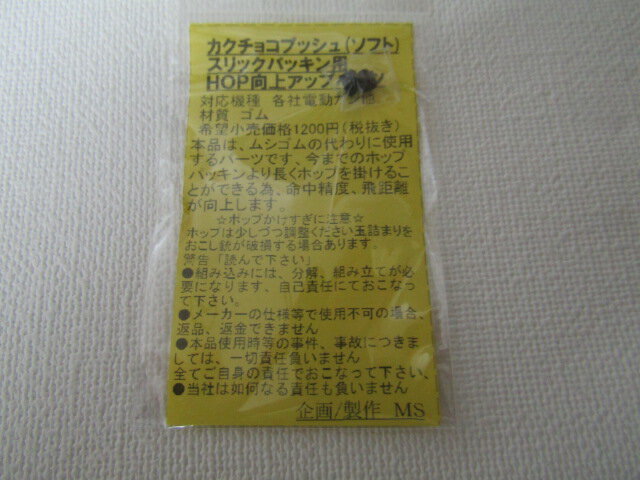 カクチョコプッシュ(ソフト)
スリックパッキン用
HOP向上アップ
対応機種 各社電動ガン他
材質 ゴム
希望小売価格1200円(税抜き)
本品は、ムシゴムの代わりに使用
するパーツです、今までのホップ
パッキンより長くホップを掛けるこ
とができる為、命中精度、飛距離
が向上します。
☆ホップかけすぎに注意☆
ホップは少しづつ調整ください玉詰まりを
おこし銃が破損する場合あります。
警告「読んで下さい」
●組み込みには、分解、組み立てが必
要になります、自己責任にておこなっ
て下さい。
●メーカーの仕様等で使用不可の場合、
返品、返金できません
●本品使用時等の事件、事故につきま
しては、一切責任負いません
全てご自身の責任でおこなって下さい、
●当社は如何なる責任も負いません
企画/製作 MS